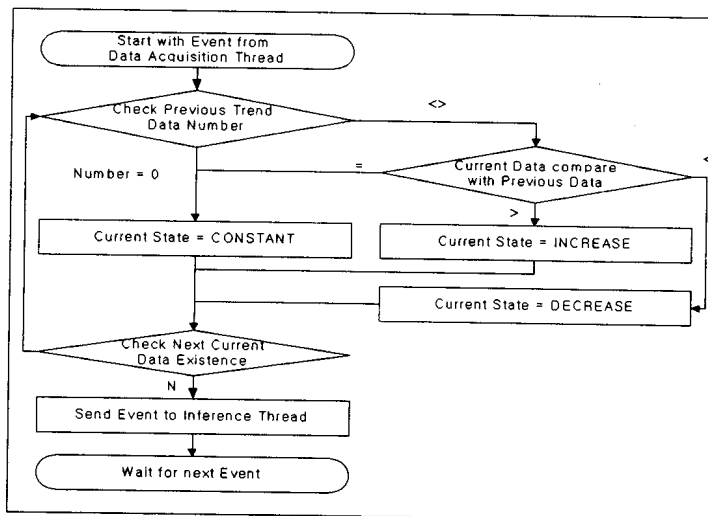 Start with Event from
Data Acquisition Thread
Check Previous Trend
Data Number
<>
Number = 0
=
Current Data compare
with Previous Data
<
>
Current State = CONSTANT
Current State = INCREASE
Current State = DECREASE
Check Next Current
Data Existence
N
Send Event to Inference Thread
Wait for next Event